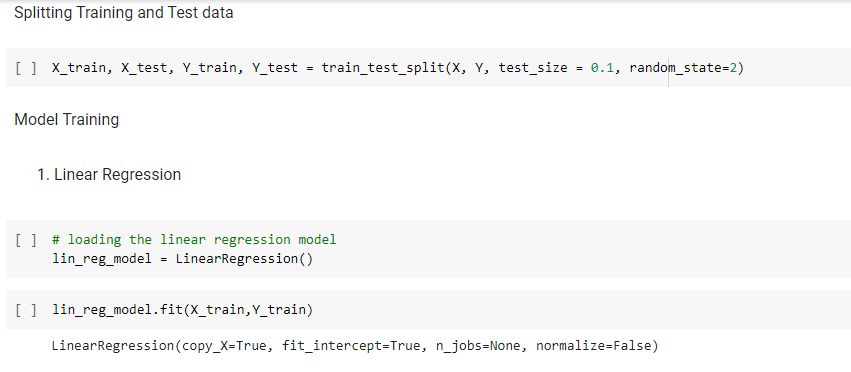 Splitting Training and Test data
[ ] X_train, X_test, Y_train, Y_test = train_test_split(X, Y, test_size = 0.1, random_state=2)
Model Training
1. Linear Regression
[ ] # loading the linear regression model
lin_reg_model = LinearRegression()
[ ] lin_reg_model.fit(X_train,Y_train)
LinearRegression(copy_X=True, fit_intercept=True, n_jobs=None, normalize=False)